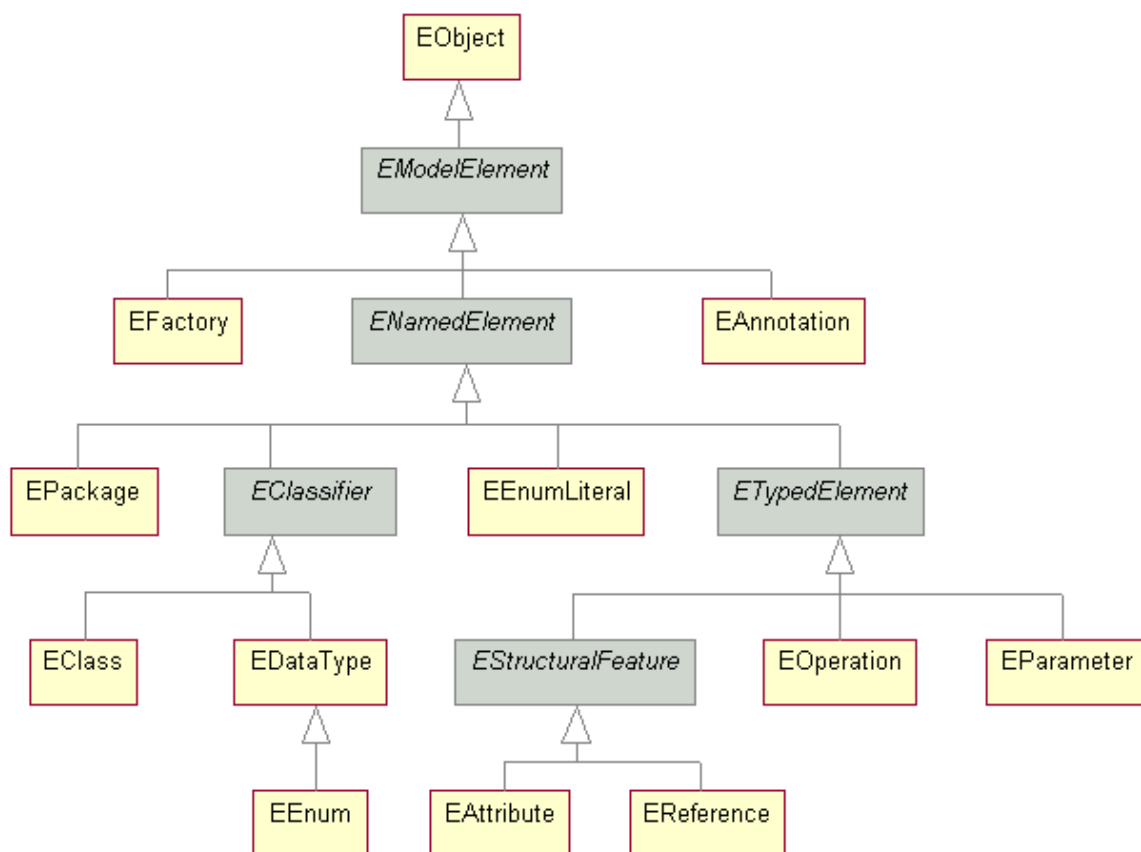 EObject
EModelElement
EFactory
ENamedElement
EAnnotation
EPackage
EClassifier
EEnumLiteral
ETypedElement
EClass
EDataType
EStructuralFeature
EOperation
EParameter
EEnum
EAttribute
EReference